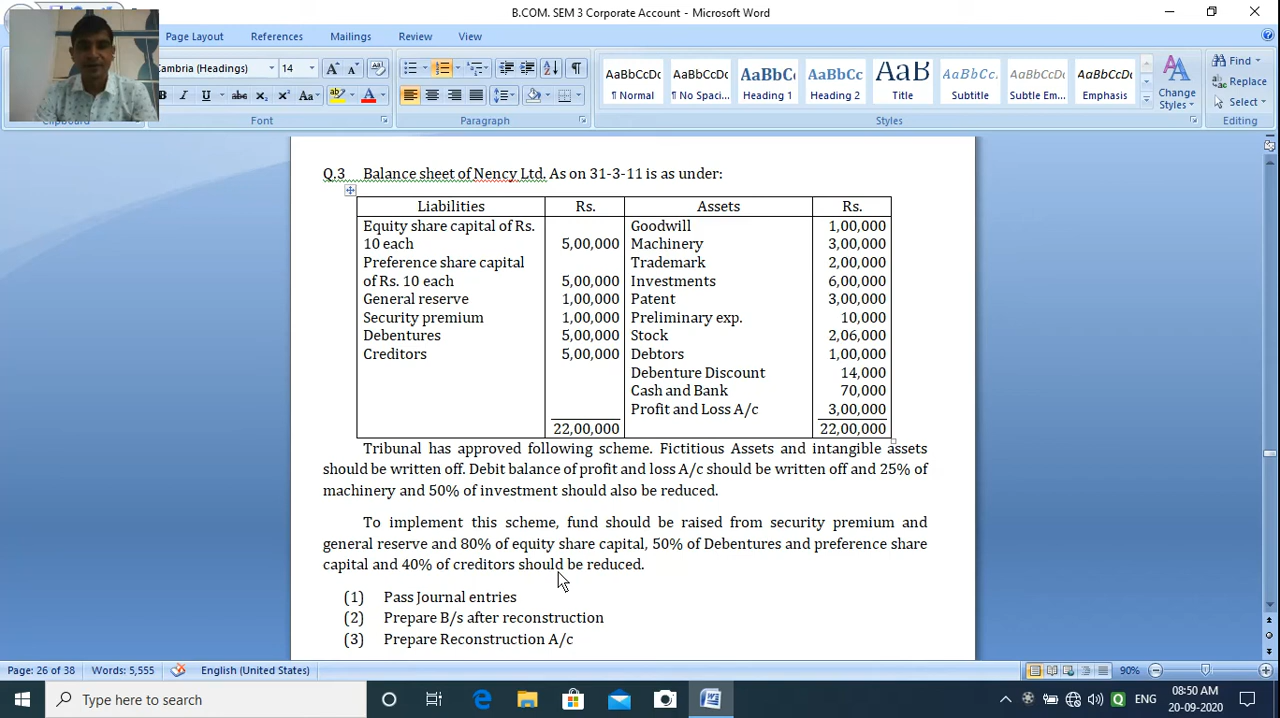 B.COM. SEM 3 Corporate Account - Microsoft Word
Page Layout References Mailings Review View
Cambria (Headings) 14
AaBbCcDc AaBbCcDc AaBbCc AaBbCc AaB AaBbCc. AaBbCcDc AaBbCcDc
¶ Normal ¶ No Spaci... Heading 1 Heading 2 Title Subtitle Subtle Em... Emphasis
Change Styles
Find
Replace
Select
Font Paragraph Styles Editing
Q.3 Balance sheet of Nency Ltd. As on 31-3-11 is as under:
Liabilities Rs. Assets Rs.
Equity share capital of Rs. Goodwill 1,00,000
10 each 5,00,000 Machinery 3,00,000
Preference share capital Trademark 2,00,000
of Rs. 10 each 5,00,000 Investments 6,00,000
General reserve 1,00,000 Patent 3,00,000
Security premium 1,00,000 Preliminary exp. 10,000
Debentures 5,00,000 Stock 2,06,000
Creditors 5,00,000 Debtors 1,00,000
Debenture Discount 14,000
Cash and Bank 70,000
Profit and Loss A/c 3,00,000
22,00,000 22,00,000
Tribunal has approved following scheme. Fictitious Assets and intangible assets
should be written off. Debit balance of profit and loss A/c should be written off and 25% of
machinery and 50% of investment should also be reduced.
To implement this scheme, fund should be raised from security premium and
general reserve and 80% of equity share capital, 50% of Debentures and preference share
capital and 40% of creditors should be reduced.
(1) Pass Journal entries
(2) Prepare B/s after reconstruction
(3) Prepare Reconstruction A/c
Page: 26 of 38 Words: 5,555 English (United States) 90%
Type here to search
ENG
08:50 AM
20-09-2020